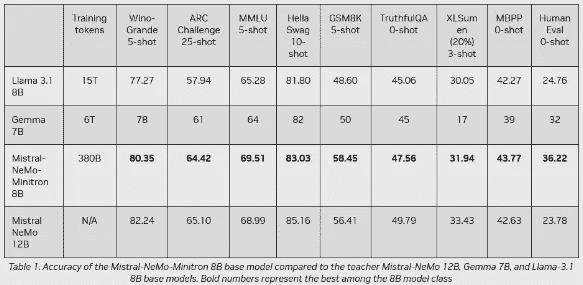 Training tokens Wino-Grande 5-shot ARC Challenge 25-shot MMLU 5-shot Hella Swag 10-shot GSM8K 5-shot TruthfulQA 0-shot XLSum en (20%) 3-shot MBPP 0-shot Human Eval 0-shot
Llama 3.1 8B 15T 77.27 57.94 65.28 81.80 48.60 45.06 30.05 42.27 24.76
Gemma 7B 6T 78 61 64 82 50 45 17 39 32
Mistral-NeMo-Minitron 8B 380B 80.35 64.42 69.51 83.03 58.45 47.56 31.94 43.77 36.22
Mistral NeMo 12B N/A 82.24 65.10 68.99 85.16 56.41 49.79 33.43 42.63 23.78
Table 1. Accuracy of the Mistral-NeMo-Minitron 8B base model compared to the teacher Mistral-NeMo 12B, Gemma 7B, and Llama-3.1
8B base models. Bold numbers represent the best among the 8B model class